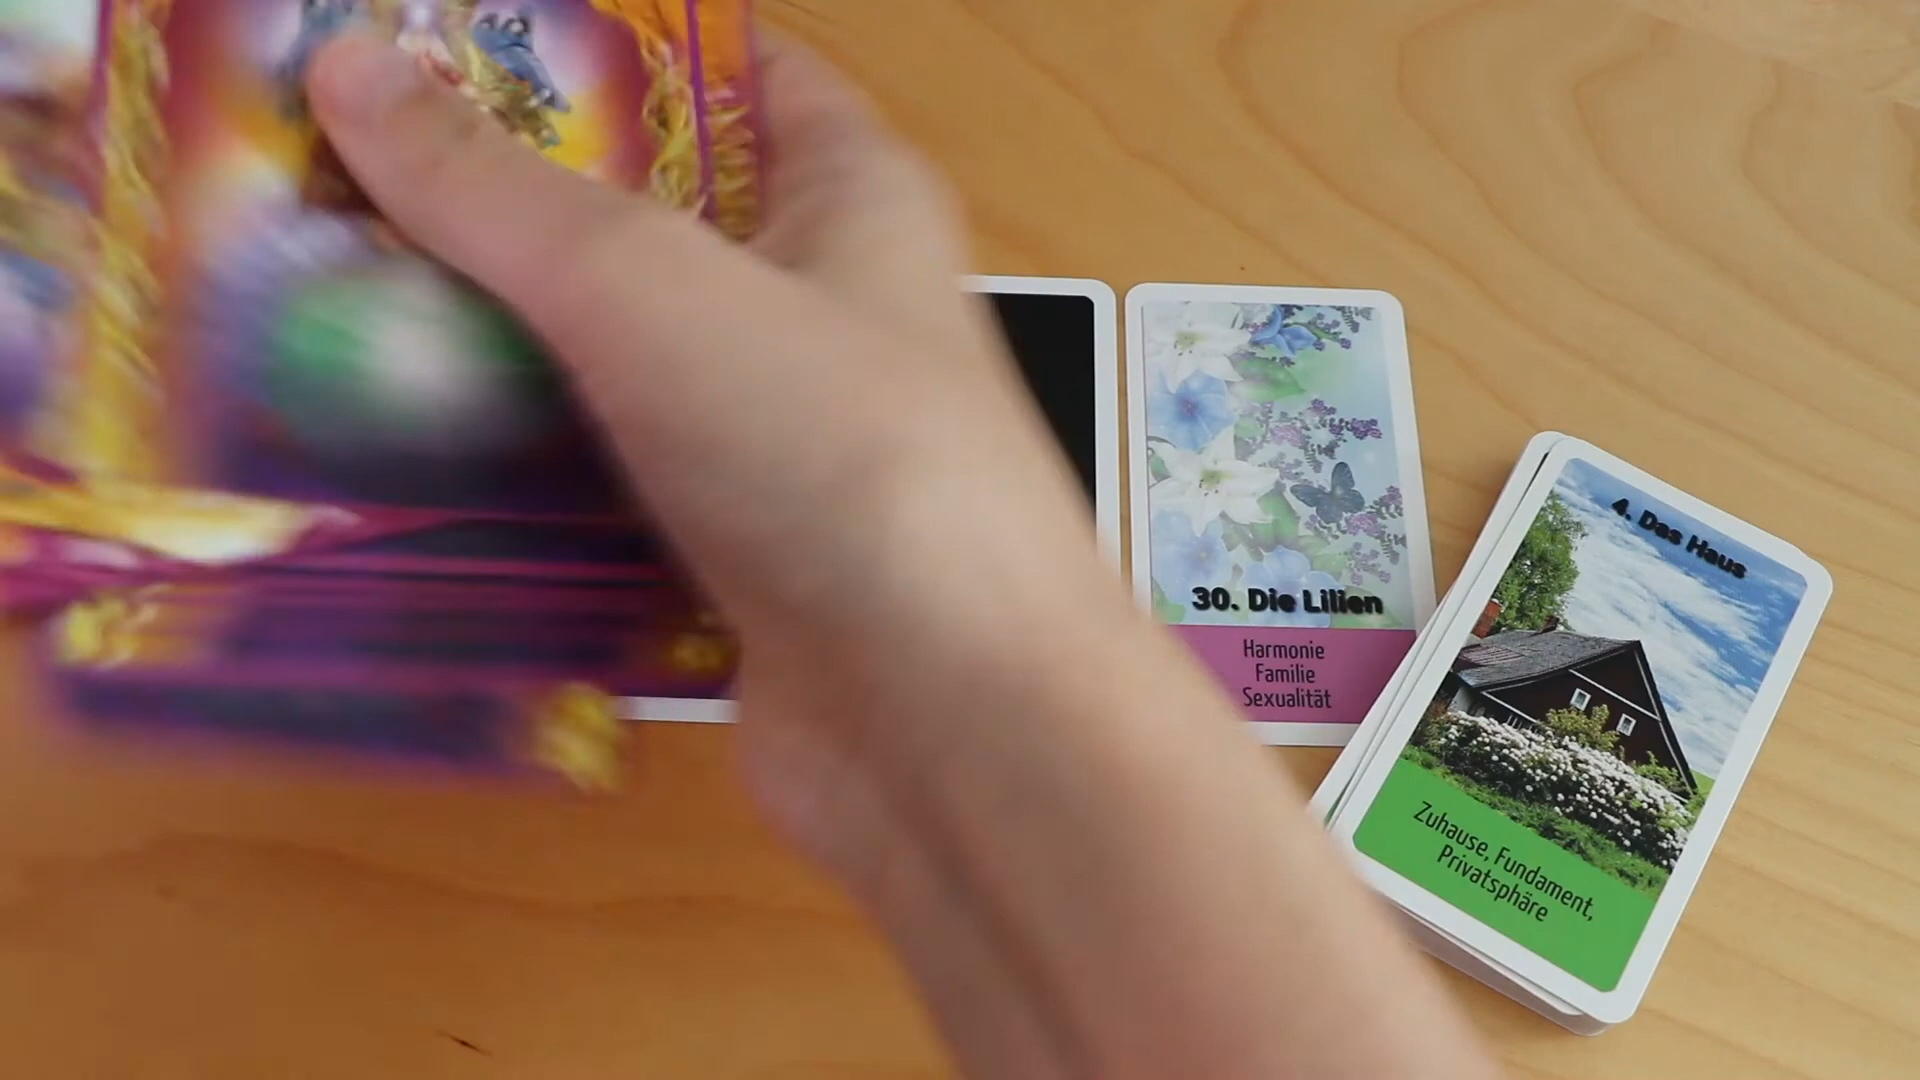 30. Die Lilien
Harmonie
Familie
Sexualität
4. Das Haus
Zuhause, Fundament,
Privatsphäre